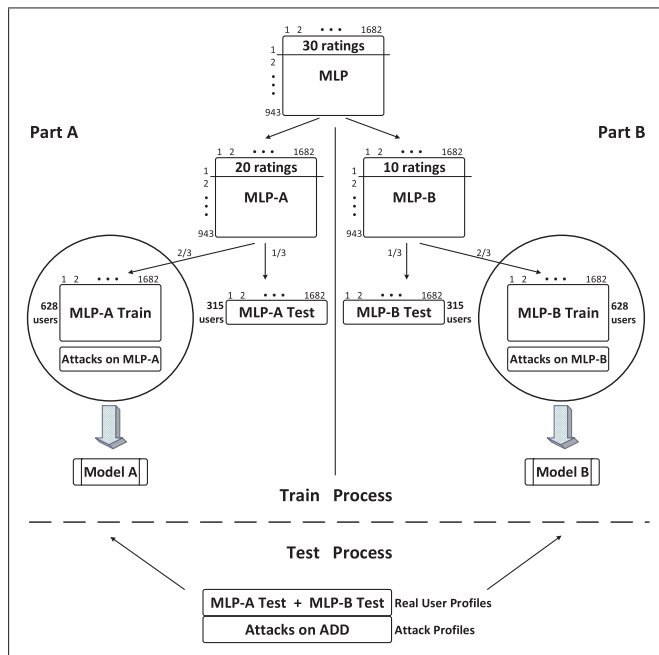 1 2 • • • 1682
1 30 ratings
2 MLP
•
•
•
943
Part A
Part B
1 2 • • • 1682
1 20 ratings
2 MLP-A
•
•
•
943
1 2 • • • 1682
1 10 ratings
2 MLP-B
•
•
•
943
2/3
1/3
1/3
2/3
1 2 • • • 1682
628 users
MLP-A Train
Attacks on MLP-A
1 2 • • • 1682
315 users
MLP-A Test
1 2 • • • 1682
MLP-B Test
315 users
1 2 • • • 1682
MLP-B Train
628 users
Attacks on MLP-B
Model A
Model B
Train Process
Test Process
MLP-A Test + MLP-B Test Real User Profiles
Attacks on ADD Attack Profiles